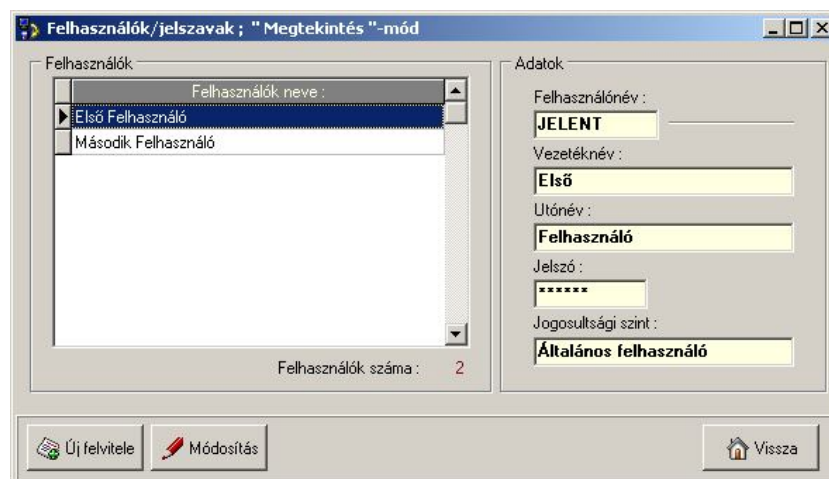 Felhasználók/jelszavak ; " Megtekintés "-mód
Felhasználók
Felhasználók neve :
Első Felhasználó
Második Felhasználó
Felhasználók száma : 2
Adatok
Felhasználónév :
JELENT
Vezetéknév :
Első
Utónév :
Felhasználó
Jelszó :
******
Jogosultsági szint :
Általános felhasználó
Új felvitele
Módosítás
Vissza